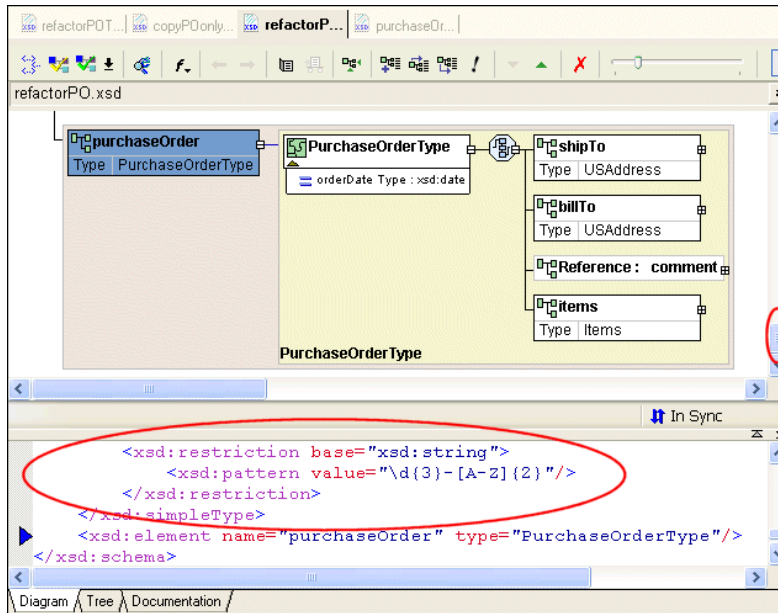 refactorPOT... copyPOonly... refactorP... purchaseOr...
refactorPO.xsd
purchaseOrder
Type PurchaseOrderType
PurchaseOrderType
orderDate Type : xsd:date
shipTo
Type USAddress
billTo
Type USAddress
Reference : comment
items
Type Items
PurchaseOrderType
In Sync
<xsd:restriction base="xsd:string">
<xsd:pattern value="\d{3}-[A-Z]{2}"/>
</xsd:restriction>
</xsd:simpleType>
<xsd:element name="purchaseOrder" type="PurchaseOrderType"/>
</xsd:schema>
Diagram Tree Documentation